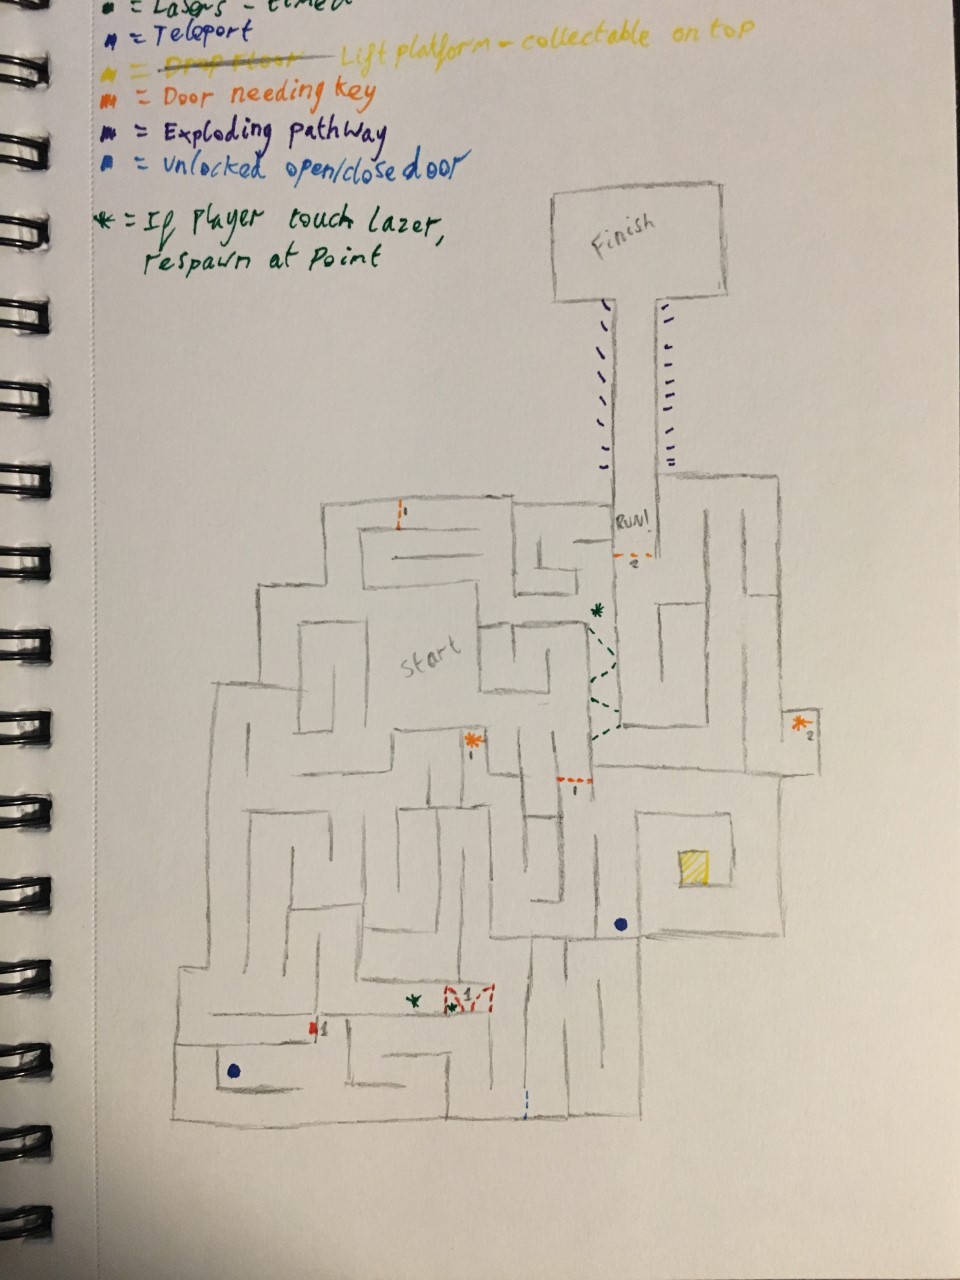 = Lasers - timed
= Teleport
= Drop Floor Lift platform - collectable on top
= Door needing key
= Exploding pathway
= unlocked open/close door
* = If player touch lazer,
respawn at point
Finish
RUN!
1
2
Start
2
1
1
1
1